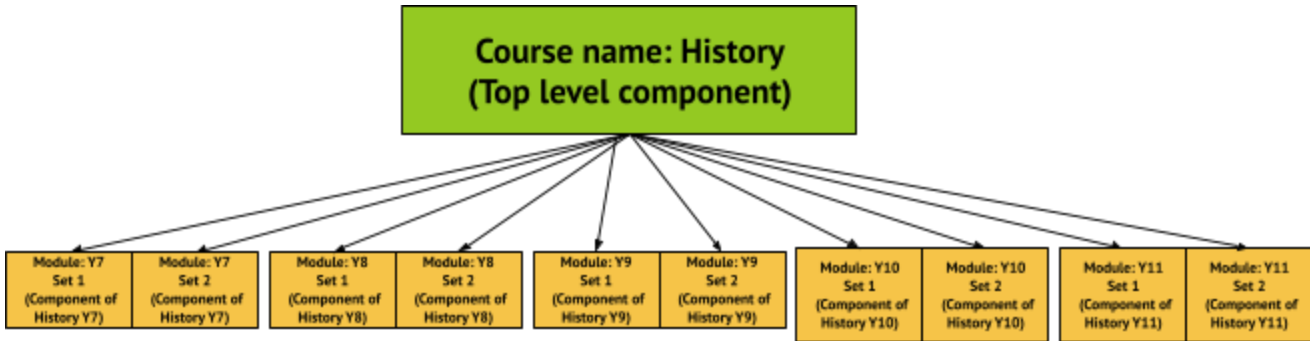 Course name: History
(Top level component)
Module: Y7
Set 1
(Component of
History Y7)
Module: Y7
Set 2
(Component of
History Y7)
Module: Y8
Set 1
(Component of
History Y8)
Module: Y8
Set 2
(Component of
History Y8)
Module: Y9
Set 1
(Component of
History Y9)
Module: Y9
Set 2
(Component of
History Y9)
Module: Y10
Set 1
(Component of
History Y10)
Module: Y10
Set 2
(Component of
History Y10)
Module: Y11
Set 1
(Component of
History Y11)
Module: Y11
Set 2
(Component of
History Y11)